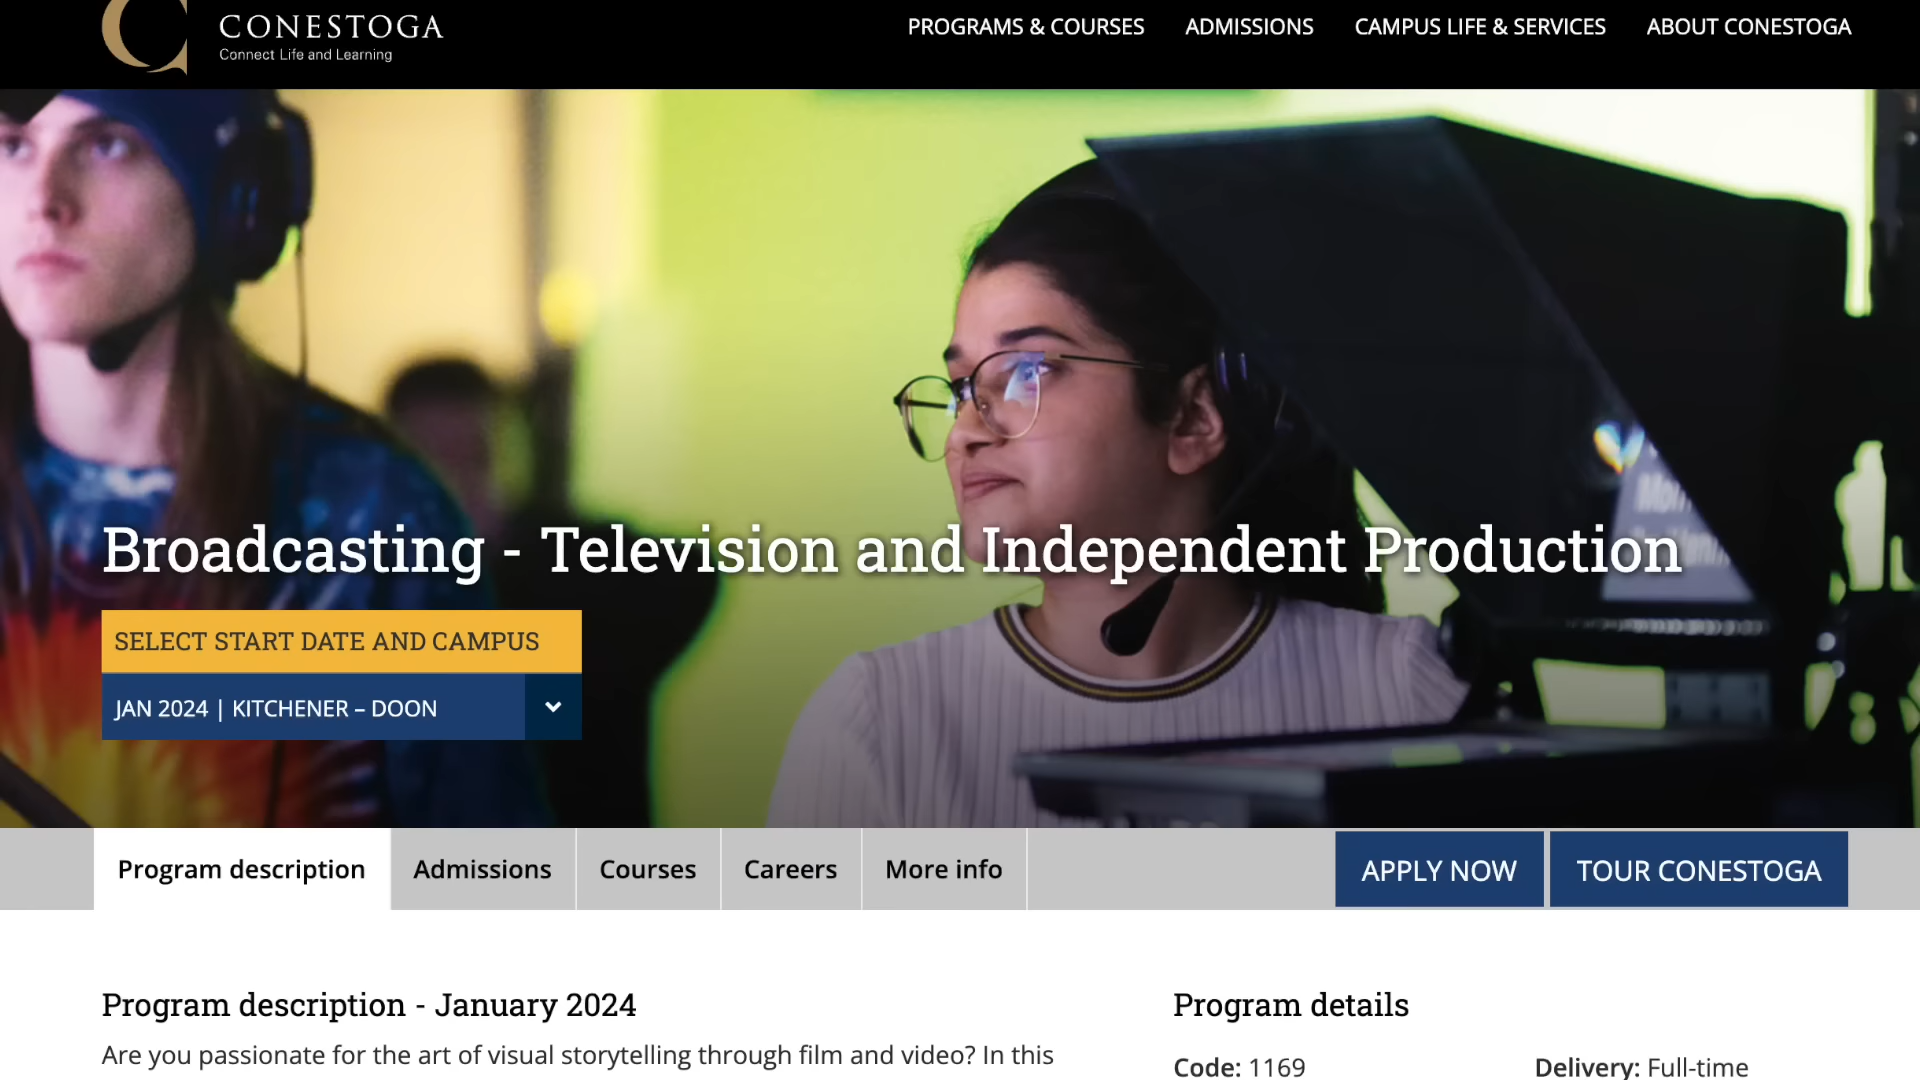 CONESTOGA
Connect Life and Learning
PROGRAMS & COURSES
ADMISSIONS
CAMPUS LIFE & SERVICES
ABOUT CONESTOGA
Broadcasting - Television and Independent Production
SELECT START DATE AND CAMPUS
JAN 2024 | KITCHENER – DOON
Program description
Admissions
Courses
Careers
More info
APPLY NOW
TOUR CONESTOGA
Program description - January 2024
Are you passionate for the art of visual storytelling through film and video? In this
Program details
Code: 1169
Delivery: Full-time